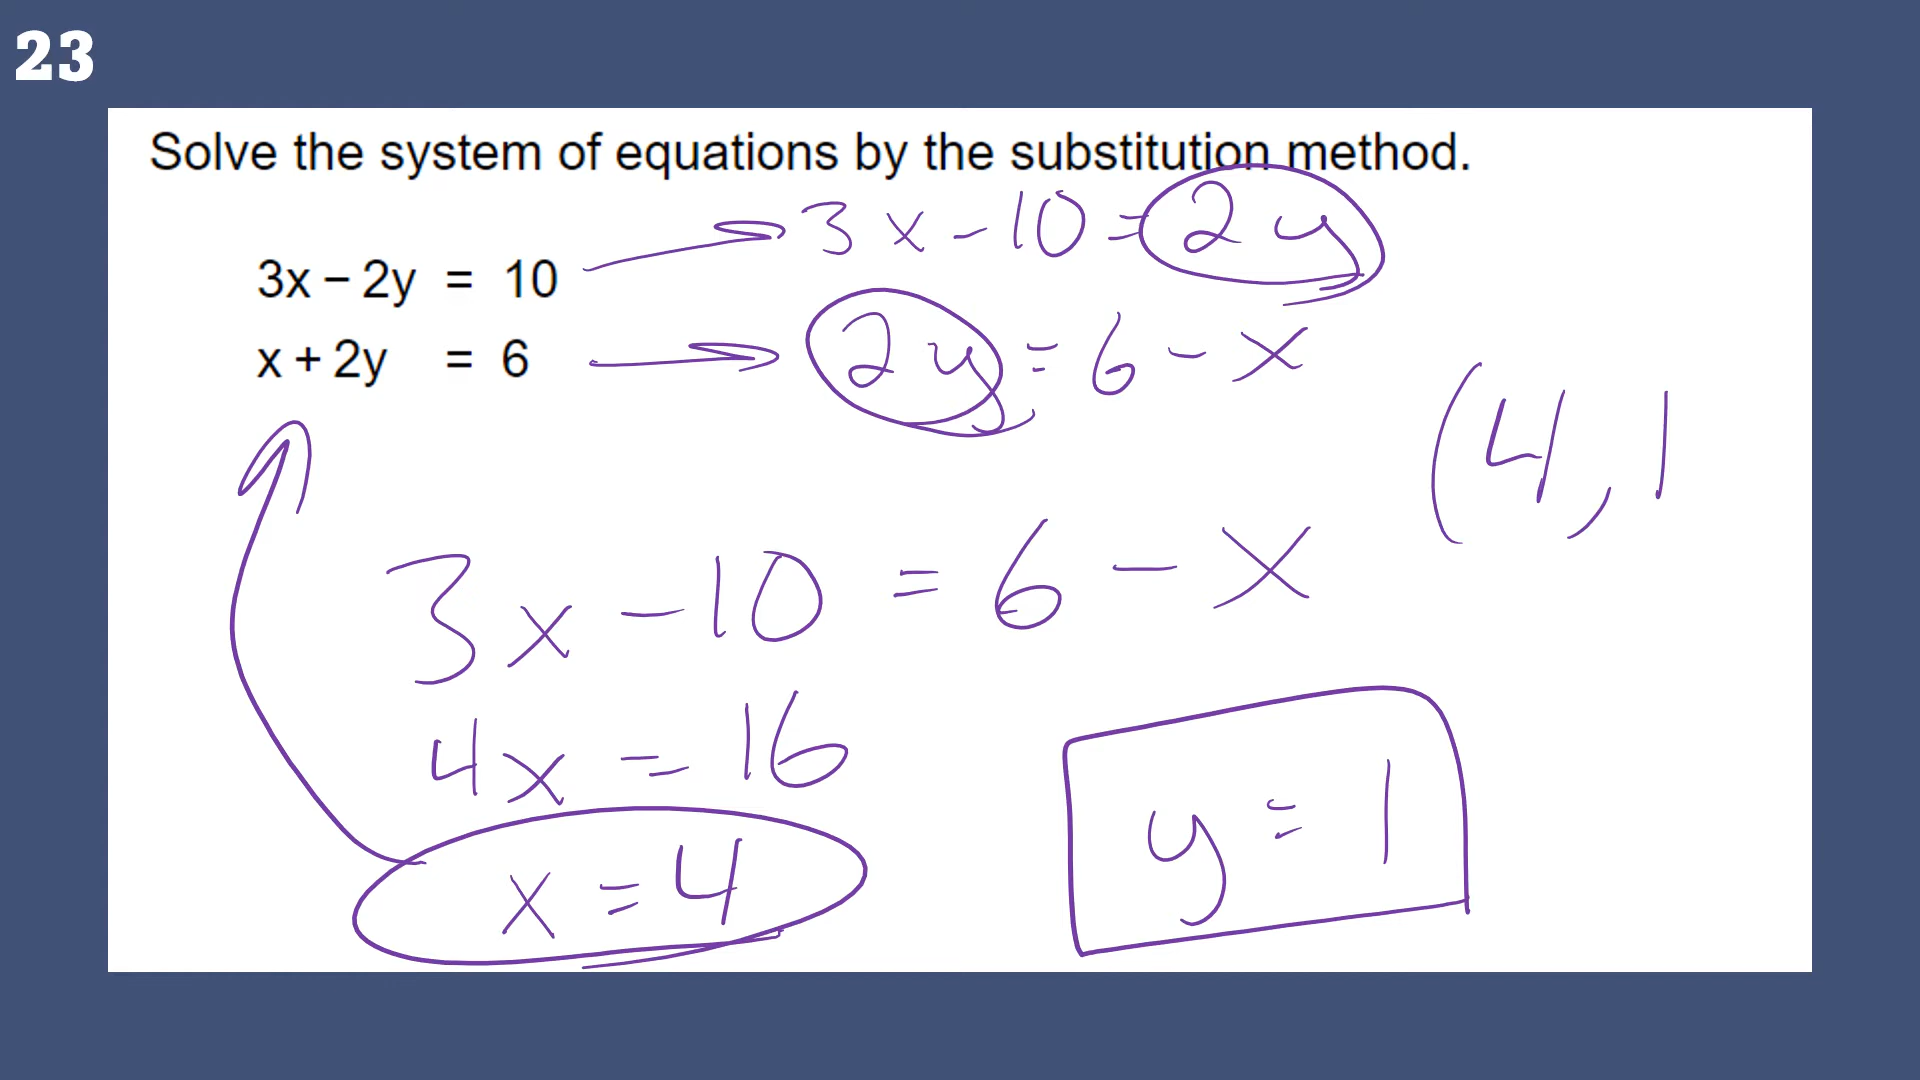 23
Solve the system of equations by the substitution method.
3x − 2y = 10
3x - 10 = 2y
x + 2y = 6
2y = 6 - x
(4, 1
3x - 10 = 6 - x
4x = 16
x = 4
y = 1